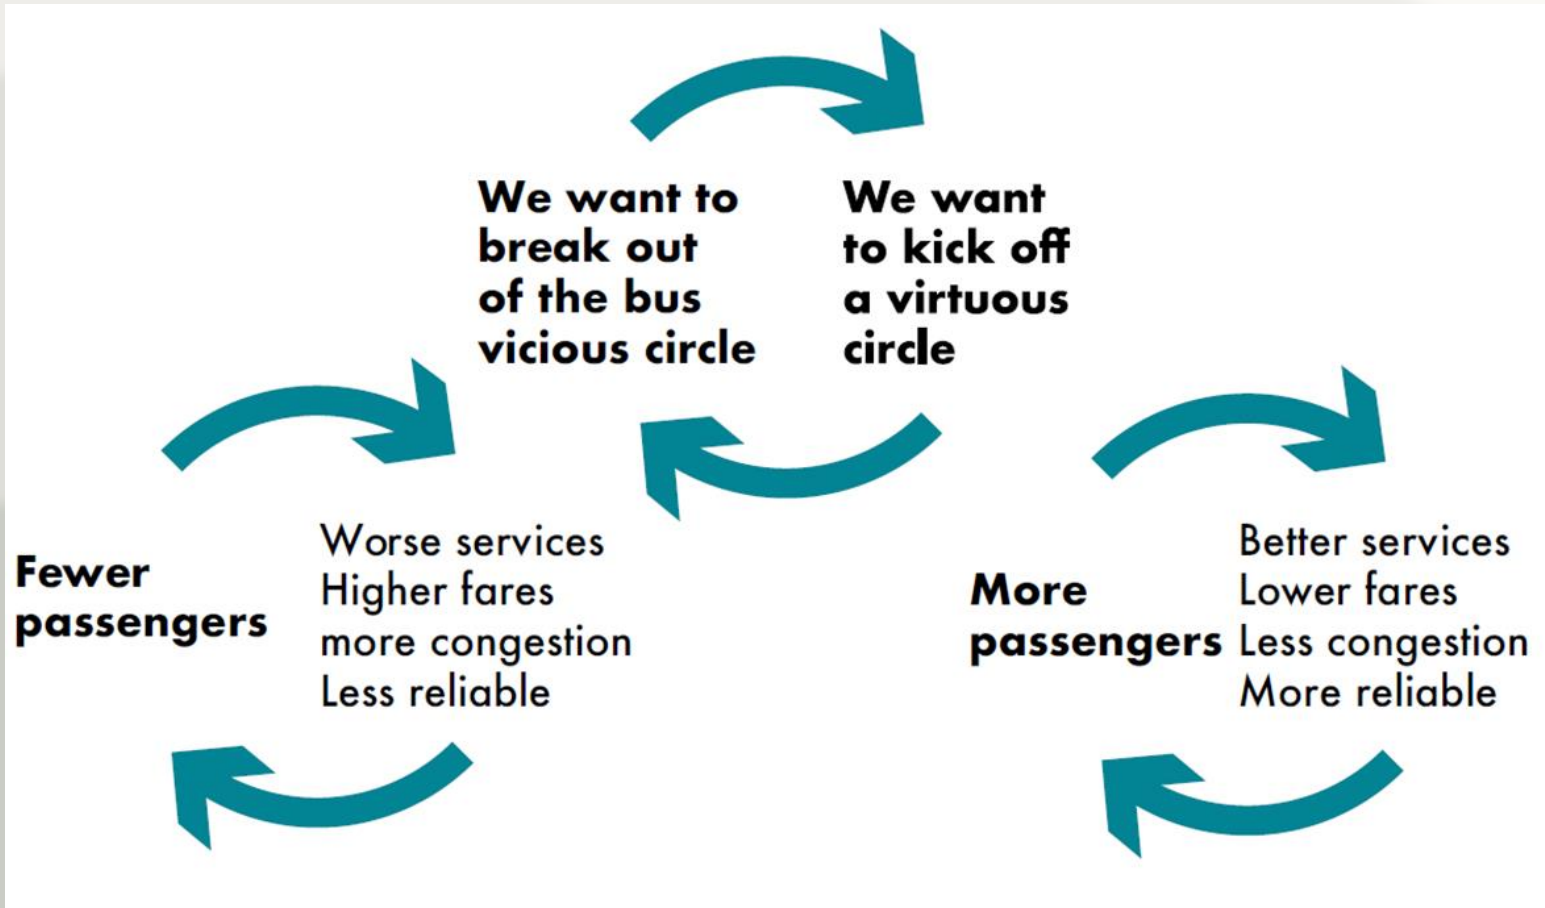 We want to
break out
of the bus
vicious circle
We want
to kick off
a virtuous
circle
Fewer
passengers
Worse services
Higher fares
more congestion
Less reliable
More
passengers
Better services
Lower fares
Less congestion
More reliable